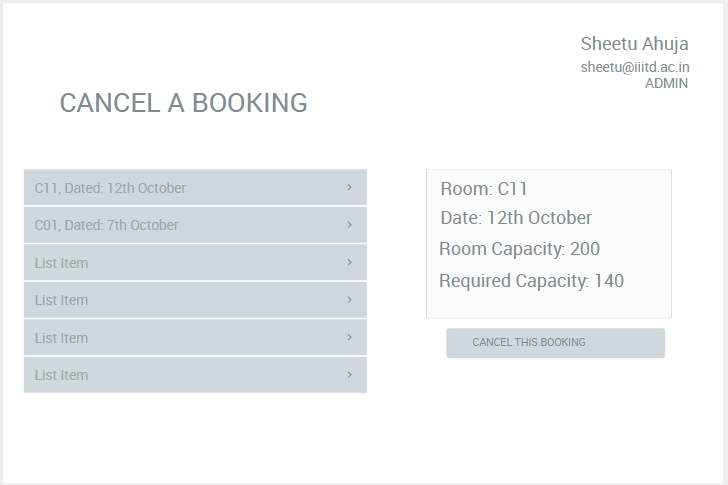 Sheetu Ahuja
sheetu@iiitd.ac.in
ADMIN
CANCEL A BOOKING
C11, Dated: 12th October
C01, Dated: 7th October
List Item
List Item
List Item
List Item
Room: C11
Date: 12th October
Room Capacity: 200
Required Capacity: 140
CANCEL THIS BOOKING